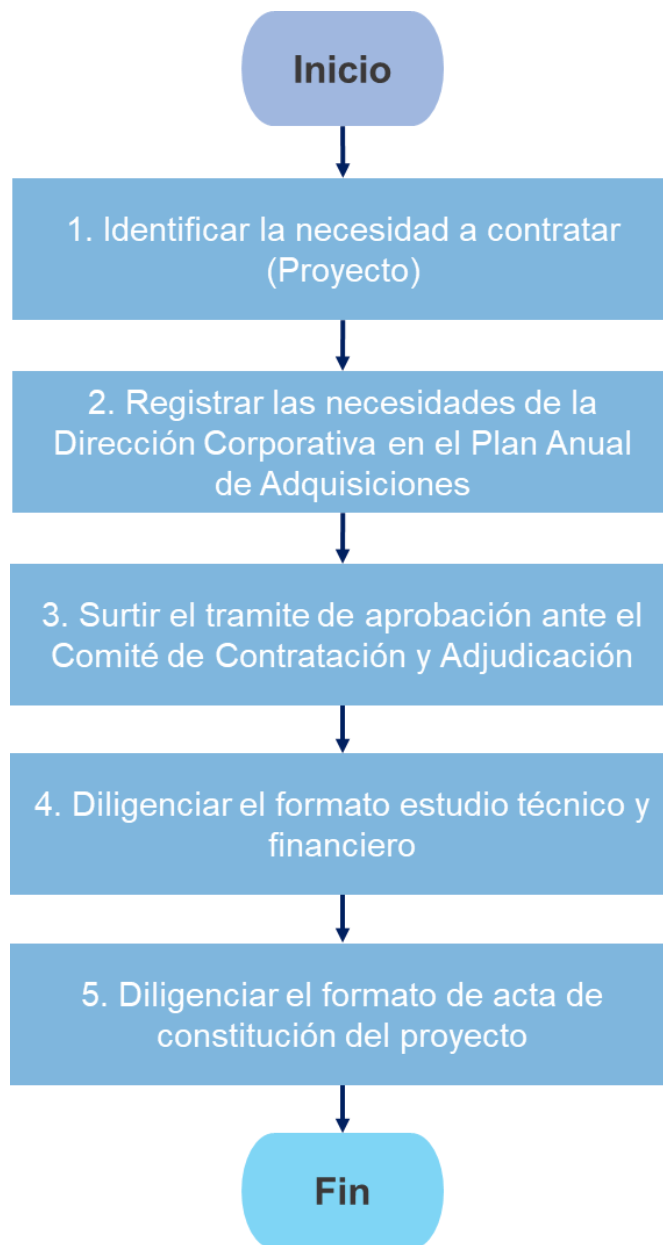 Inicio
1. Identificar la necesidad a contratar
(Proyecto)
2. Registrar las necesidades de la
Dirección Corporativa en el Plan Anual
de Adquisiciones
3. Surtir el tramite de aprobación ante el
Comité de Contratación y Adjudicación
4. Diligenciar el formato estudio técnico y
financiero
5. Diligenciar el formato de acta de
constitución del proyecto
Fin